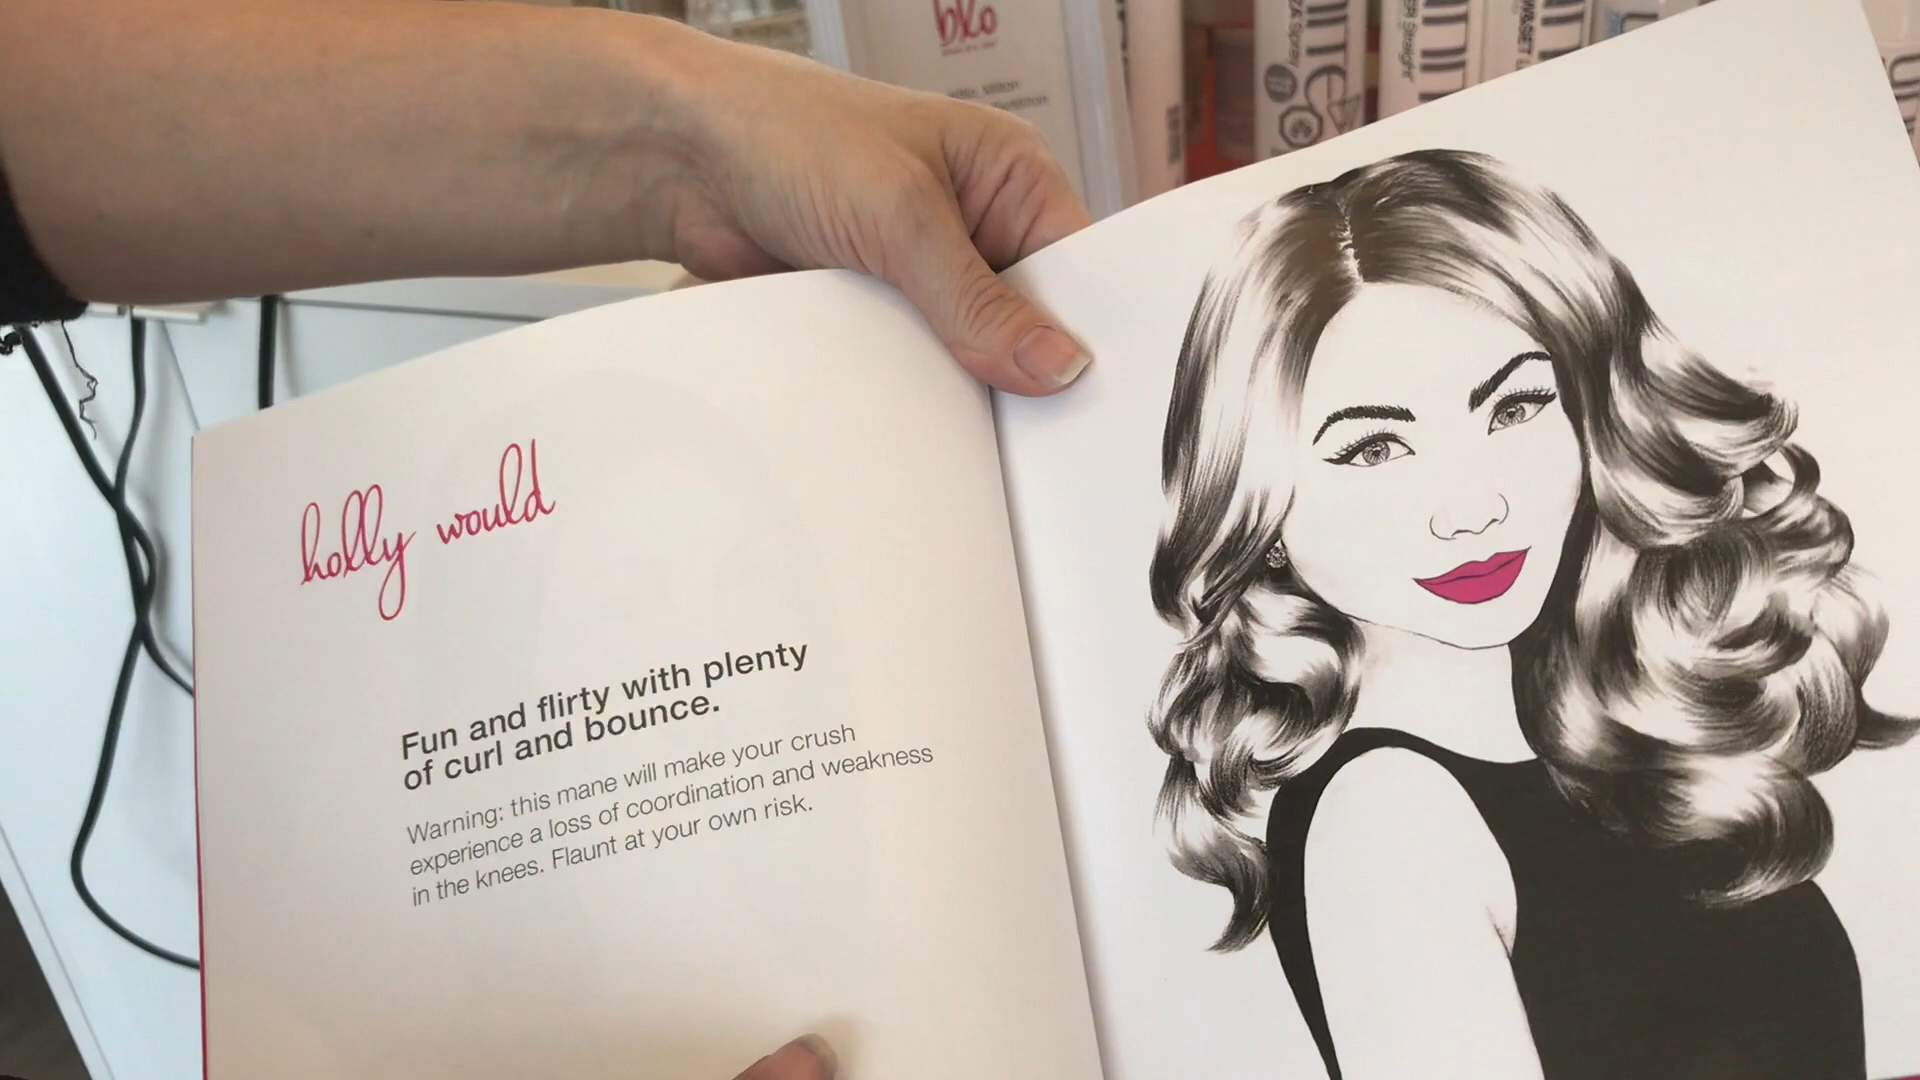 blo
holly would
Fun and flirty with plenty
of curl and bounce.
Warning: this mane will make your crush
experience a loss of coordination and weakness
in the knees. Flaunt at your own risk.